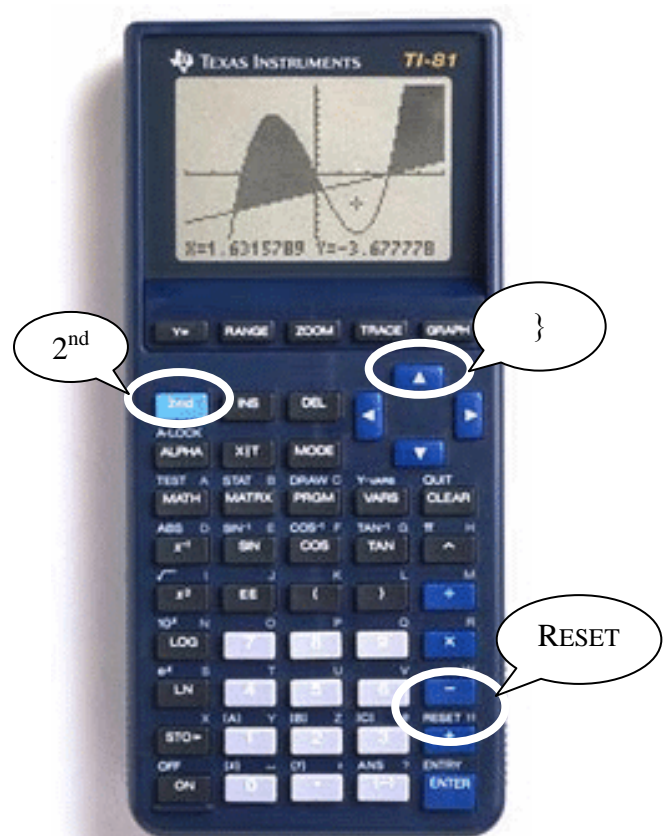 TEXAS INSTRUMENTS TI-81
X=1.6315789 Y=-3.677778
Y= RANGE ZOOM TRACE GRAPH
2nd
}
2nd INS DEL
A-LOCK
ALPHA X|T MODE
TEST A STAT B DRAW C Y-VARS QUIT
MATH MATRX PRGM VARS CLEAR
ABS D SIN-1 E COS-1 F TAN-1 G π H
x-1 SIN COS TAN ^
√ I J K L M
x² EE ( ) ÷
10x N O P Q R
LOG 7 8 9 ×
RESET
ex S T U V
LN 4 5 6 −
X [A] Y [B] Z [C] RESET
STO 1 2 3 +
OFF ANS ? ENTRY
ON 0 (-) ENTER